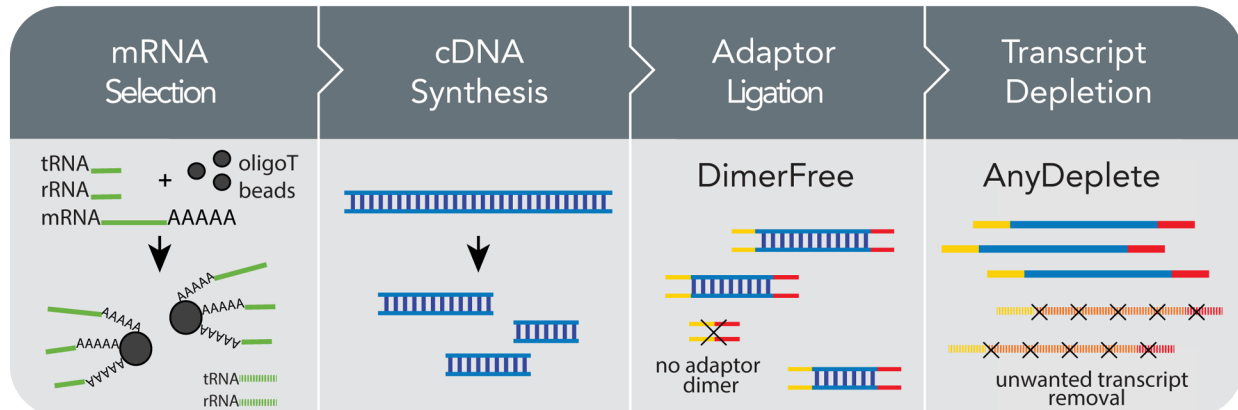 mRNA
Selection
cDNA
Synthesis
Adaptor
Ligation
Transcript
Depletion
tRNA
rRNA
mRNA AAAAA
+
oligoT
beads
AAAAA
AAAAA
AAAAA
AAAAA
AAAAA
AAAAA
tRNA
rRNA
DimerFree
no adaptor
dimer
AnyDeplete
unwanted transcript
removal